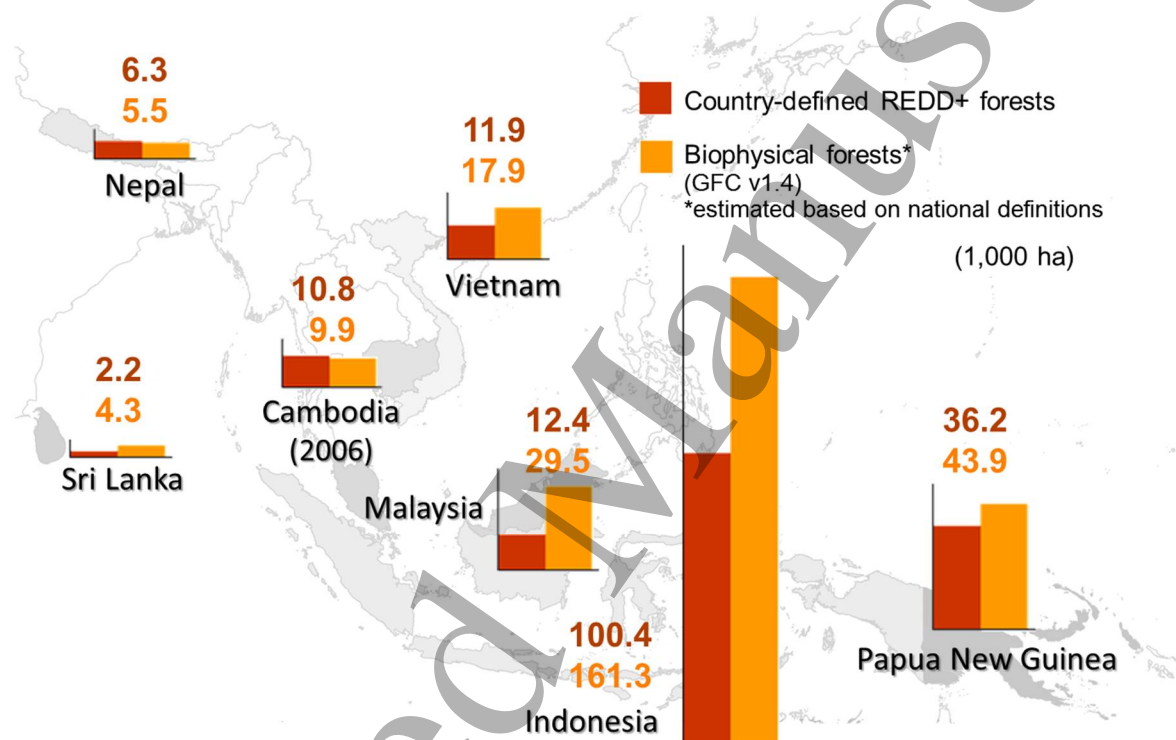 6.3
5.5
Nepal
11.9
17.9
Vietnam
Country-defined REDD+ forests
Biophysical forests*
(GFC v1.4)
*estimated based on national definitions
(1,000 ha)
10.8
9.9
Cambodia
(2006)
2.2
4.3
Sri Lanka
12.4
29.5
Malaysia
100.4
161.3
Indonesia
36.2
43.9
Papua New Guinea